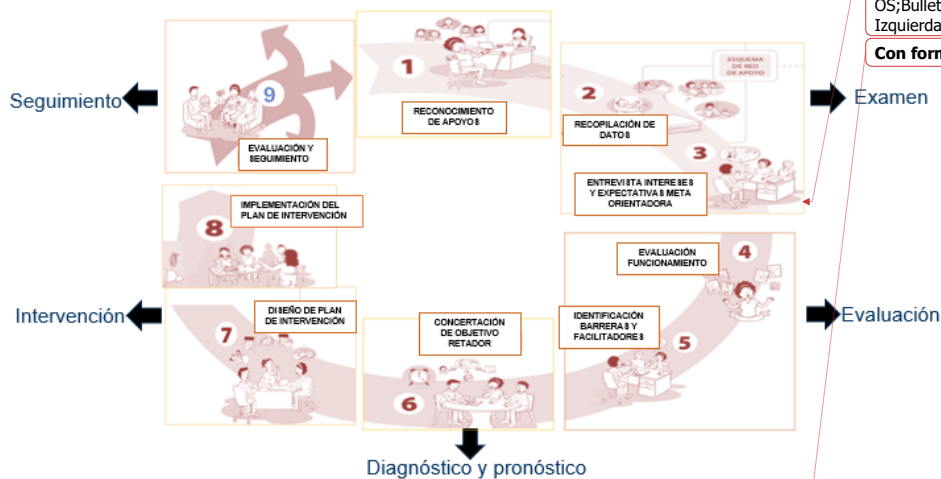 OS;Bullet
Izquierda
Con form
Seguimiento
9
EVALUACIÓN Y
SEGUIMIENTO
1
RECONOCIMIENTO
DE APOYOS
ESQUEMA
DE RED
DE APOYO
2
RECOPILACIÓN DE
DATOS
3
ENTREVISTA INTERESES
Y EXPECTATIVAS META
ORIENTADORA
Examen
8
IMPLEMENTACIÓN DEL
PLAN DE INTERVENCIÓN
EVALUACIÓN
FUNCIONAMIENTO
4
Intervención
7
DISEÑO DE PLAN
DE INTERVENCIÓN
CONCERTACIÓN
DE OBJETIVO
RETADOR
6
IDENTIFICACIÓN
BARRERAS Y
FACILITADORES
5
Evaluación
Diagnóstico y pronóstico